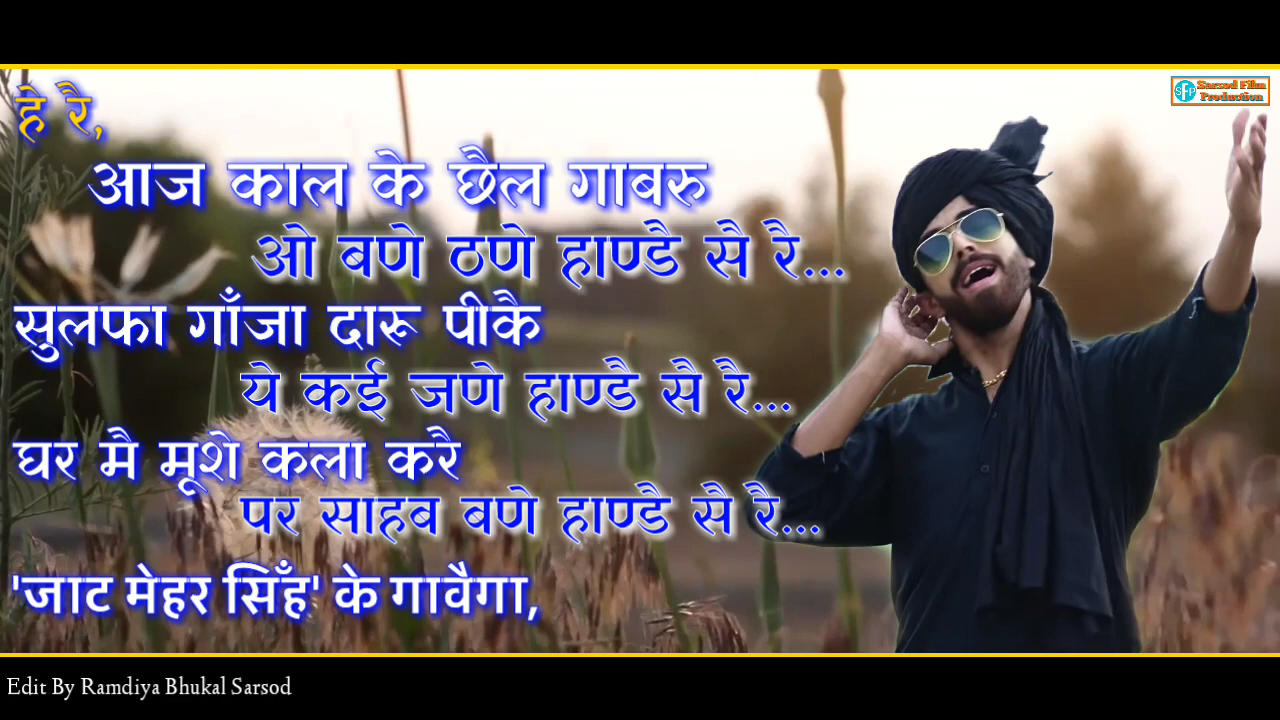 हे रै,
SFP Sarsod Film Production
आज काल के छैल गाबरु
ओ बणे ठणे हाण्डै सै रै...
सुलफा गाँजा दारू पीकै
ये कई जणे हाण्डै सै रै...
घर मै मूशे कला करै
पर साहब बणे हाण्डै सै रै...
'जाट मेहर सिँह' के गावैगा,
Edit By Ramdiya Bhukal Sarsod